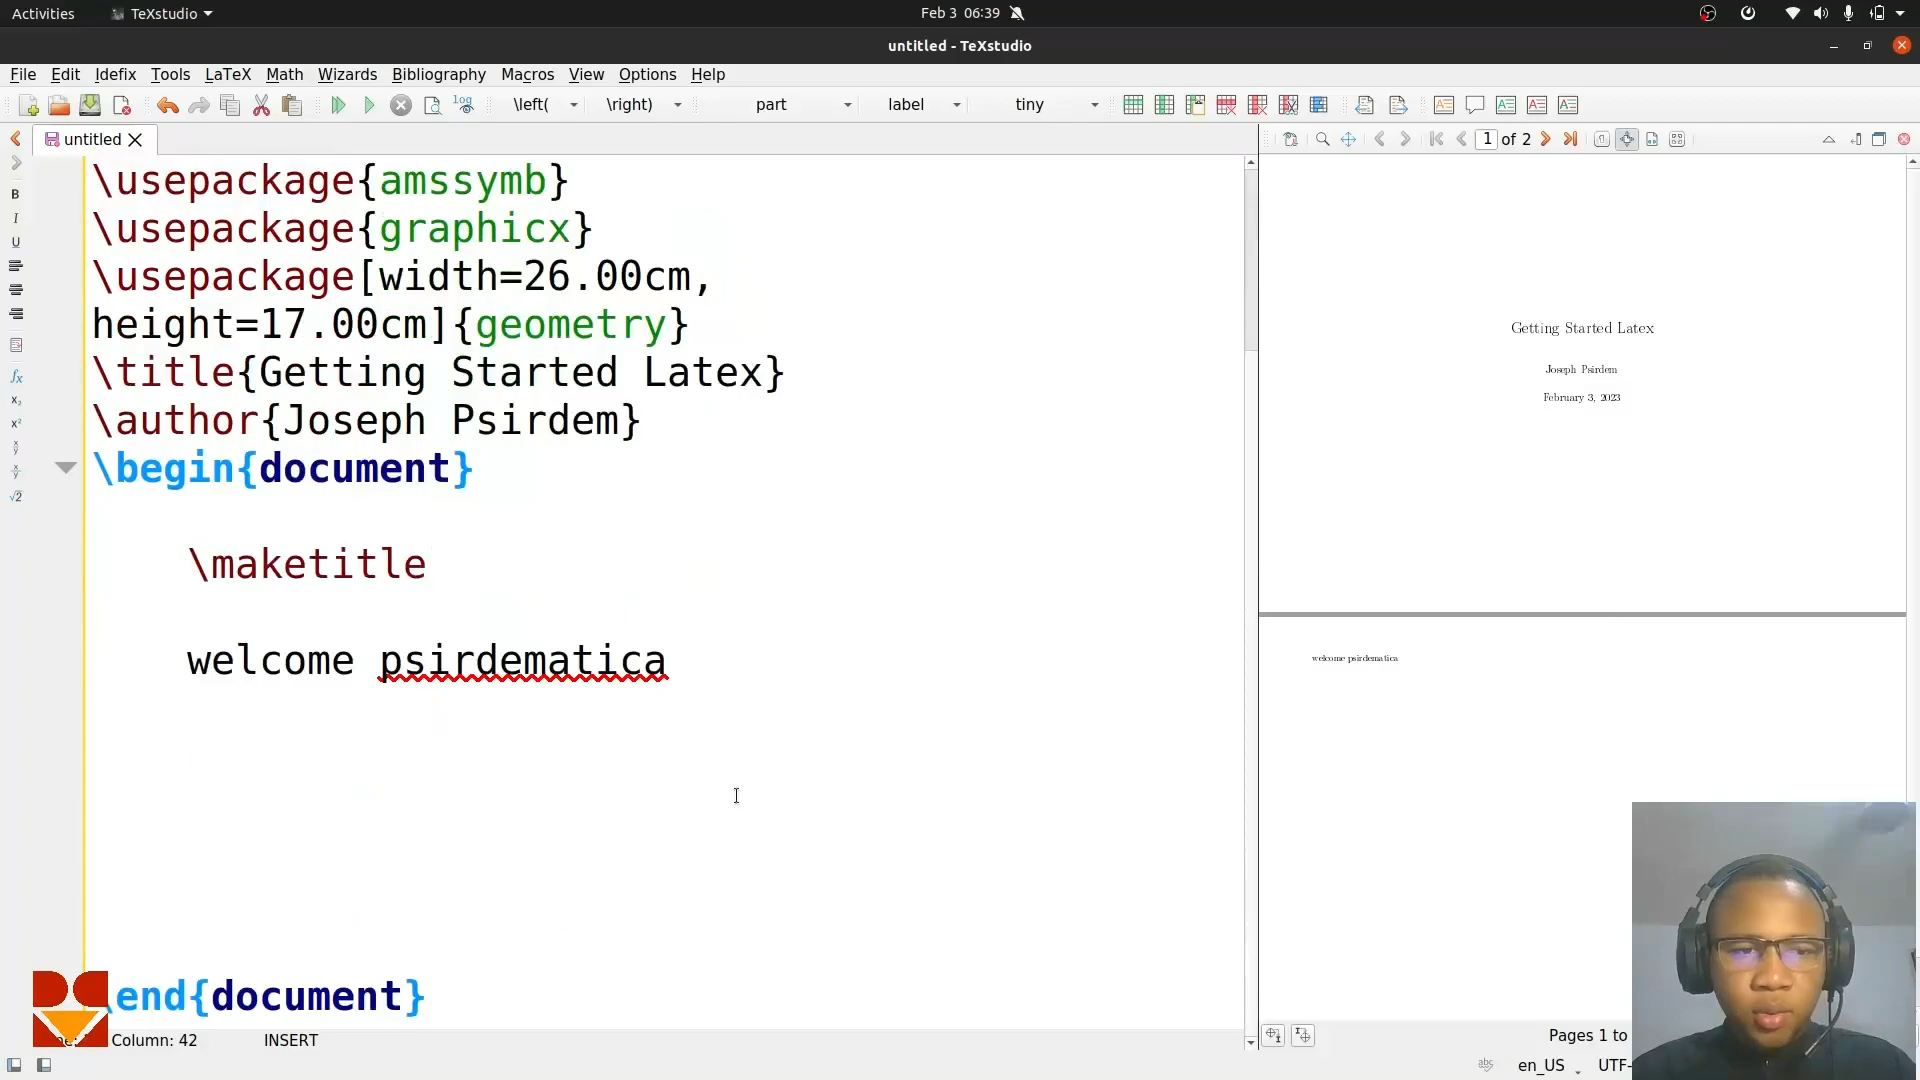 Activities TeXstudio Feb 3 06:39
untitled - TeXstudio
File Edit Idefix Tools LaTeX Math Wizards Bibliography Macros View Options Help
log \left( \right) part label tiny
untitled 1 of 2
\usepackage{amssymb}
\usepackage{graphicx}
\usepackage[width=26.00cm,
height=17.00cm]{geometry}
\title{Getting Started Latex}
\author{Joseph Psirdem}
\begin{document}
\maketitle
welcome psirdematica
\end{document}
Column: 42 INSERT
Getting Started Latex
Joseph Psirdem
February 3, 2023
welcome psirdematica
Pages 1 to
en_US UTF-